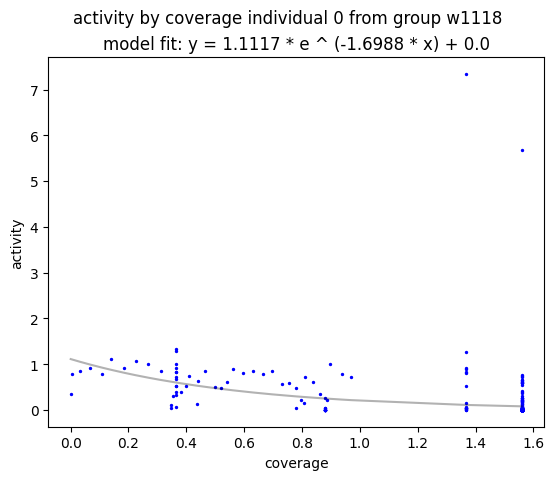 activity by coverage individual 0 from group w1118
model fit: y = 1.1117 * e ^ (-1.6988 * x) + 0.0
7
6
5
4
3
2
1
0
activity
0.0 0.2 0.4 0.6 0.8 1.0 1.2 1.4 1.6
coverage